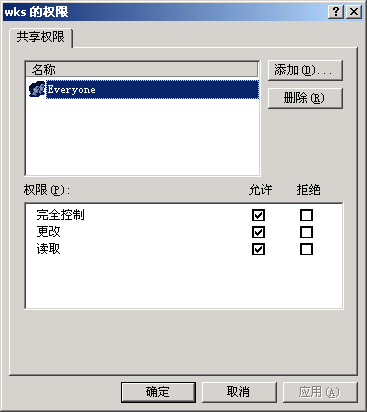 wks 的权限
共享权限
名称
添加(D)...
Everyone
删除(R)
权限(P): 允许 拒绝
完全控制
更改
读取
确定 取消 应用(A)